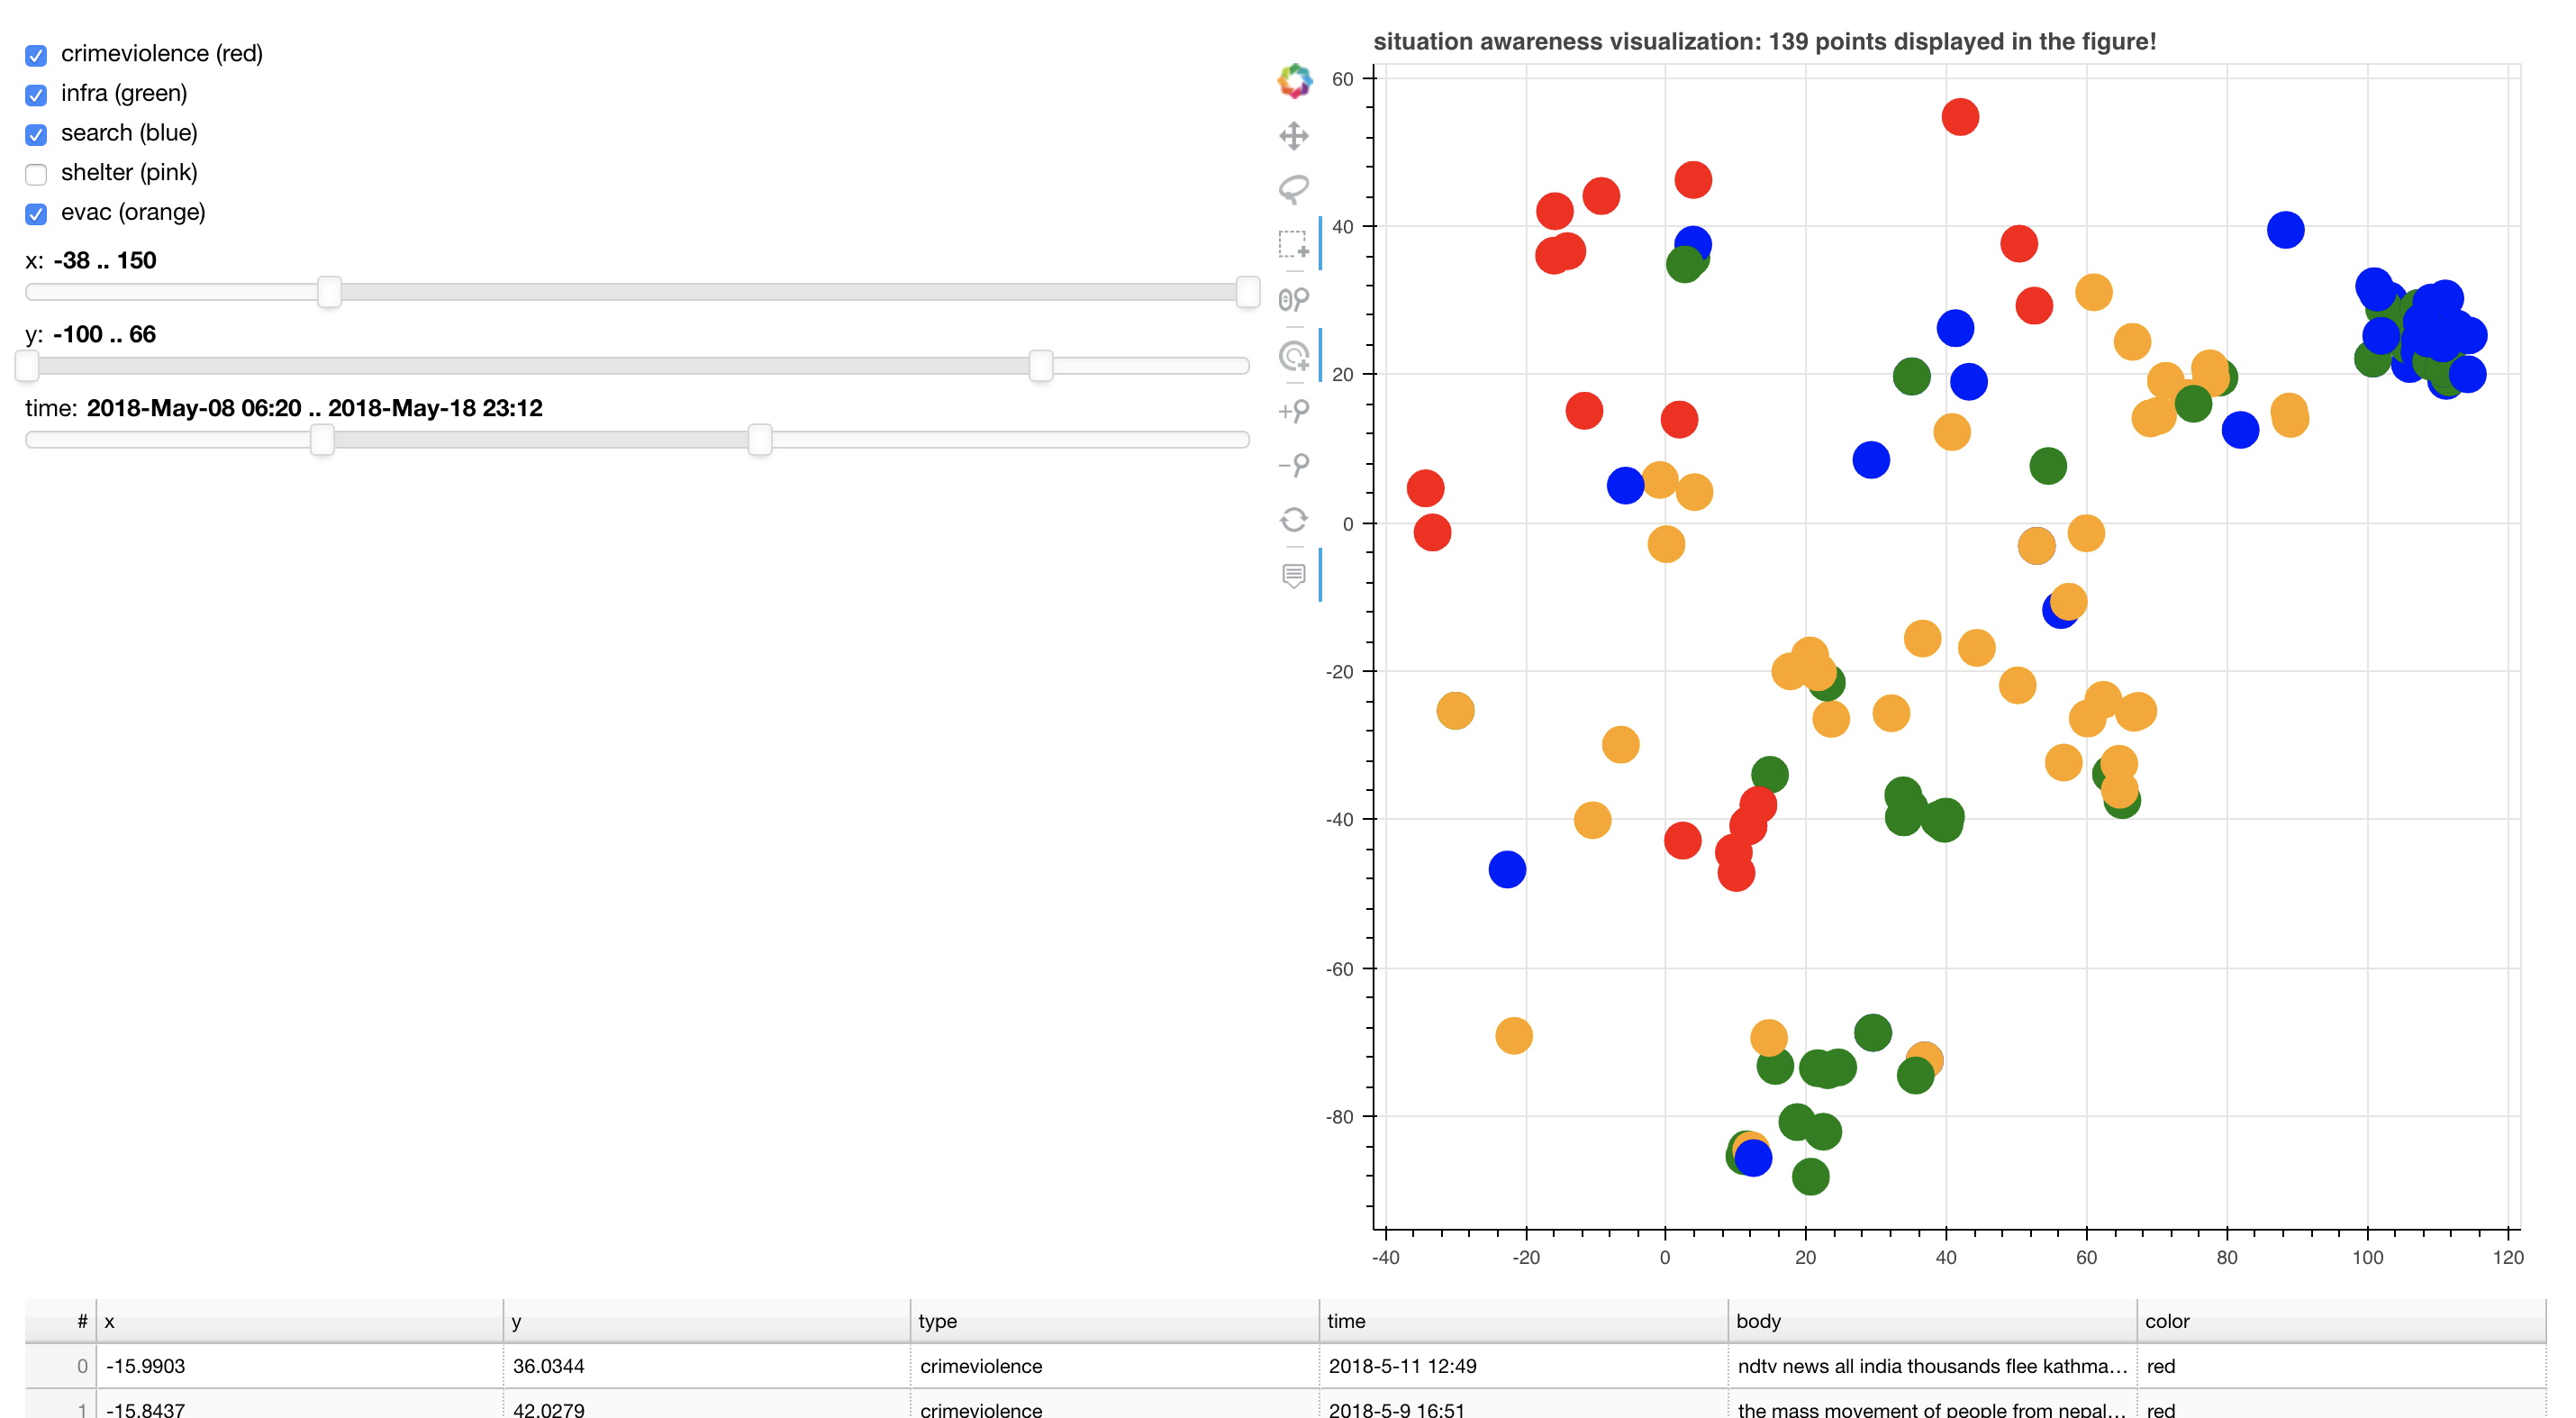 crimeviolence (red)
infra (green)
search (blue)
shelter (pink)
evac (orange)
x: -38 .. 150
y: -100 .. 66
time: 2018-May-08 06:20 .. 2018-May-18 23:12
situation awareness visualization: 139 points displayed in the figure!
60
40
20
0
-20
-40
-60
-80
-40 -20 0 20 40 60 80 100 120
# x y type time body color
0 -15.9903 36.0344 crimeviolence 2018-5-11 12:49 ndtv news all india thousands flee kathma... red
1 -15.8437 42.0279 crimeviolence 2018-5-9 16:51 the mass movement of people from nepal... red